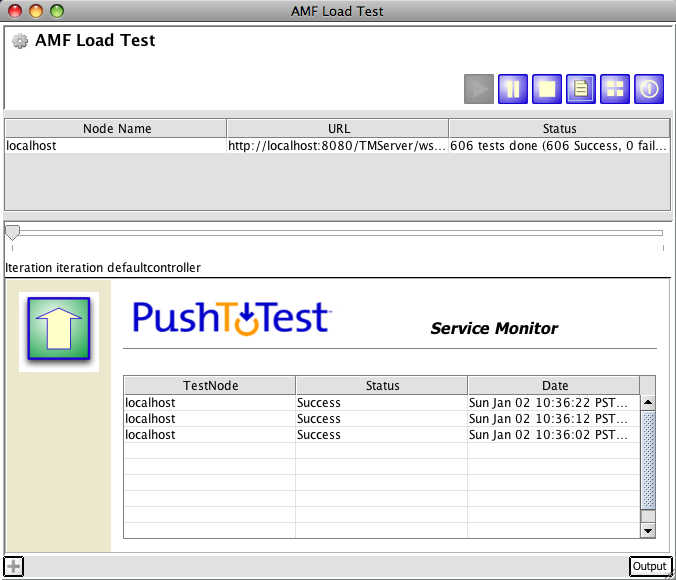 AMF Load Test
AMF Load Test
Node Name URL Status
localhost http://localhost:8080/TMServer/ws... 606 tests done (606 Success, 0 fail...
Iteration iteration defaultcontroller
PushToTest
Service Monitor
TestNode Status Date
localhost Success Sun Jan 02 10:36:22 PST...
localhost Success Sun Jan 02 10:36:12 PST...
localhost Success Sun Jan 02 10:36:02 PST...
Output